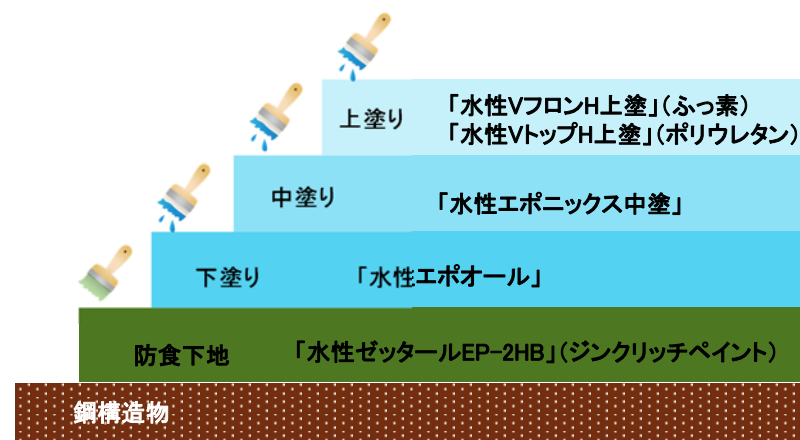 上塗り 「水性VフロンH上塗」(ふっ素)
「水性VトップH上塗」(ポリウレタン)
中塗り 「水性エポニックス中塗」
下塗り 「水性エポオール」
防食下地 「水性ゼッタールEP-2HB」(ジンクリッチペイント)
鋼構造物